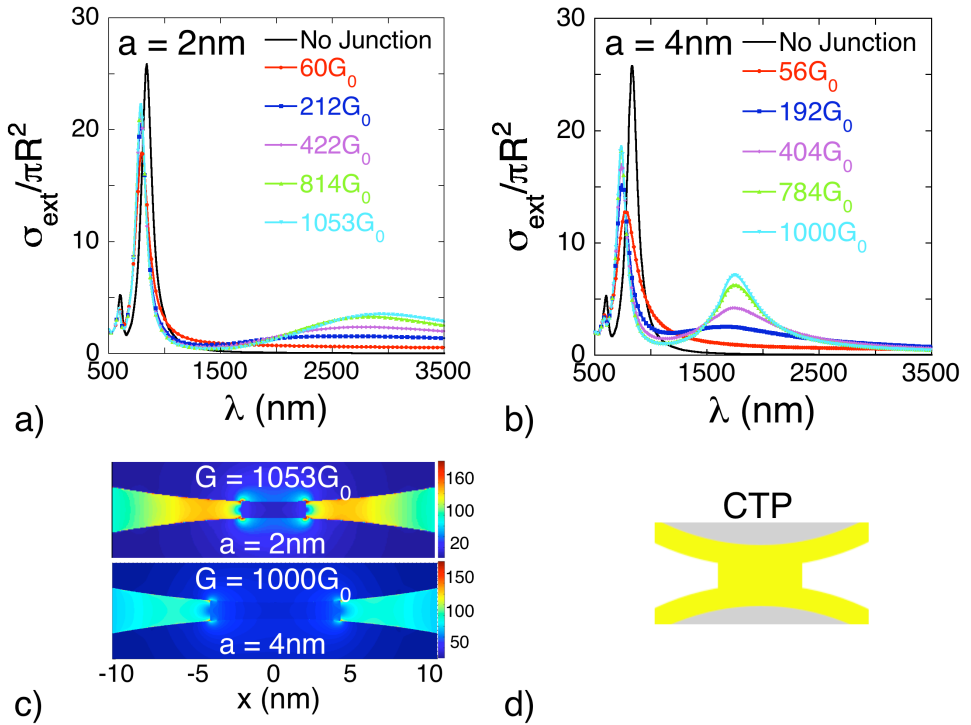 30
20
10
0
σext/πR2
a = 2nm
No Junction
60G0
212G0
422G0
814G0
1053G0
500 1500 2500 3500
λ (nm)
a)
30
20
10
0
σext/πR2
a = 4nm
No Junction
56G0
192G0
404G0
784G0
1000G0
500 1500 2500 3500
λ (nm)
b)
G = 1053G0
a = 2nm
160
100
20
G = 1000G0
a = 4nm
150
100
50
-10 -5 0 5 10
x (nm)
c)
CTP
d)